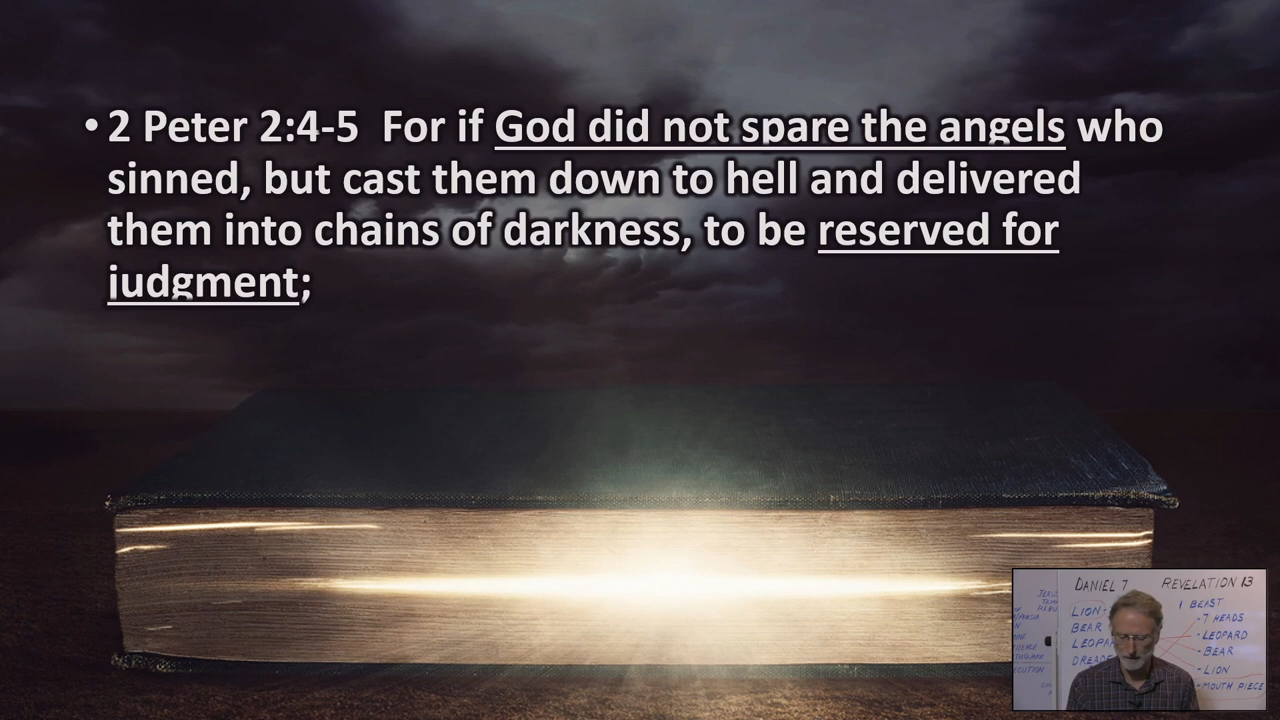 • 2 Peter 2:4-5 For if God did not spare the angels who
sinned, but cast them down to hell and delivered
them into chains of darkness, to be reserved for
judgment;
DANIEL 7
REVELATION 13
1 BEAST
LION-
- 7 HEADS
BEAR
- LEOPARD
- BEAR
- LION
- MOUTH PIECE